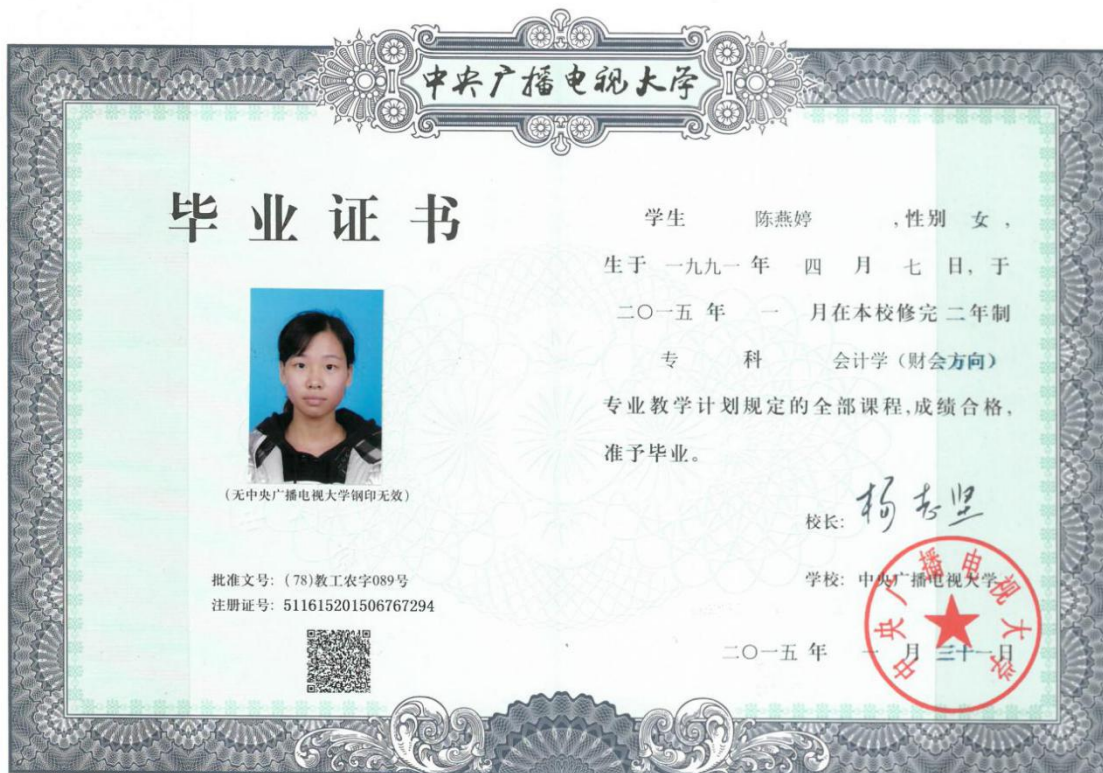 中央广播电视大学
毕业证书
(无中央广播电视大学钢印无效)
批准文号: (78)教工农字089号
注册证号: 511615201506767294
学生 陈燕婷 ,性别 女,
生于 一九九一 年 四 月 七 日, 于
二〇一五 年 一 月在本校修完 二年制
专 科 会计学(财会方向)
专业教学计划规定的全部课程,成绩合格,
准予毕业。
校长: 杨志坚
学校: 中央广播电视大学
二〇一五 年 一 月 三十一日
中央广播电视大学